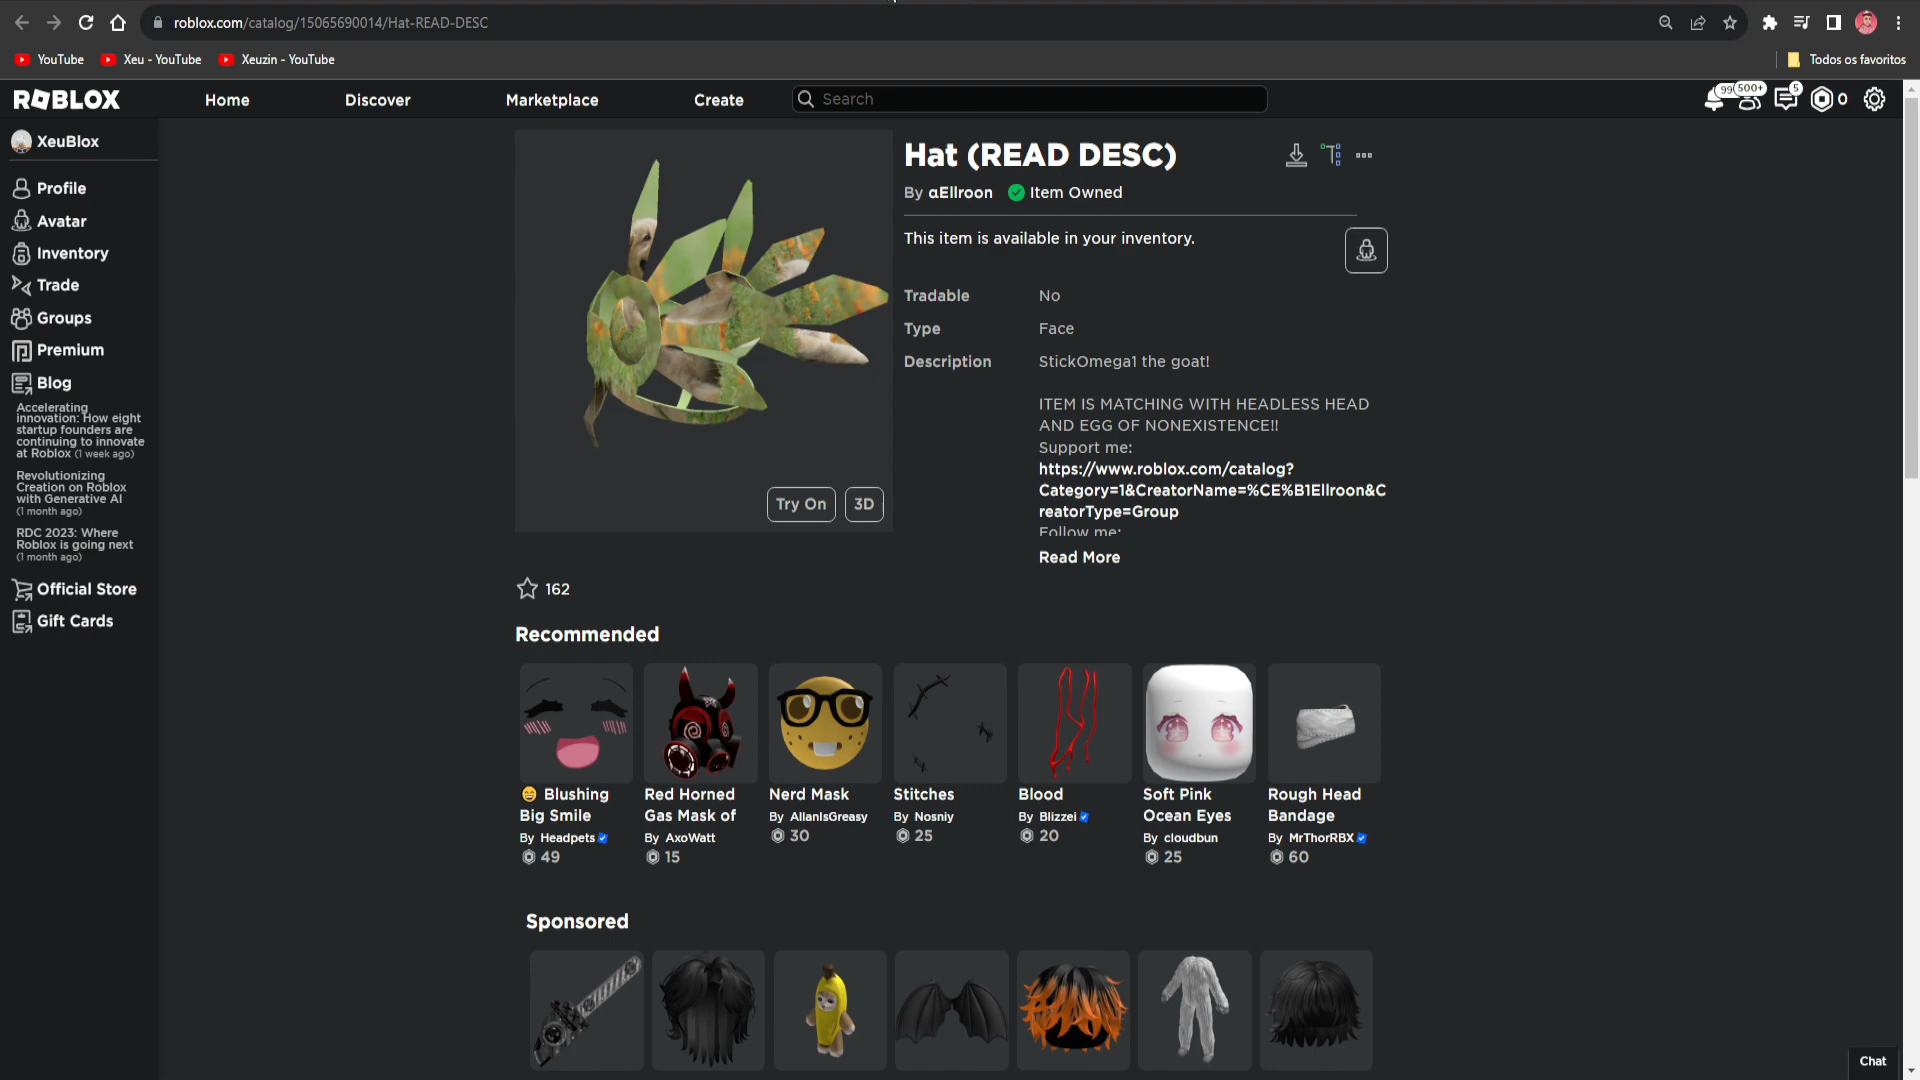 roblox.com/catalog/15065690014/Hat-READ-DESC
YouTube
Xeu - YouTube
Xeuzin - YouTube
Todos os favoritos
ROBLOX
Home
Discover
Marketplace
Create
Search
99
500+
5
0
XeuBlox
Profile
Avatar
Inventory
Trade
Groups
Premium
Blog
Accelerating
innovation: How eight
startup founders are
continuing to innovate
at Roblox (1 week ago)
Revolutionizing
Creation on Roblox
with Generative AI
(1 month ago)
RDC 2023: Where
Roblox is going next
(1 month ago)
Official Store
Gift Cards
Hat (READ DESC)
By αEllroon Item Owned
This item is available in your inventory.
Tradable No
Type Face
Description StickOmega1 the goat!
ITEM IS MATCHING WITH HEADLESS HEAD
AND EGG OF NONEXISTENCE!!
Support me:
https://www.roblox.com/catalog?
Category=1&CreatorName=%CE%B1Ellroon&C
reatorType=Group
Follow me:
Read More
Try On
3D
162
Recommended
😄 Blushing
Big Smile
By Headpets
49
Red Horned
Gas Mask of
By AxoWatt
15
Nerd Mask
By AllanIsGreasy
30
Stitches
By Nosniy
25
Blood
By Blizzei
20
Soft Pink
Ocean Eyes
By cloudbun
25
Rough Head
Bandage
By MrThorRBX
60
Sponsored
Chat